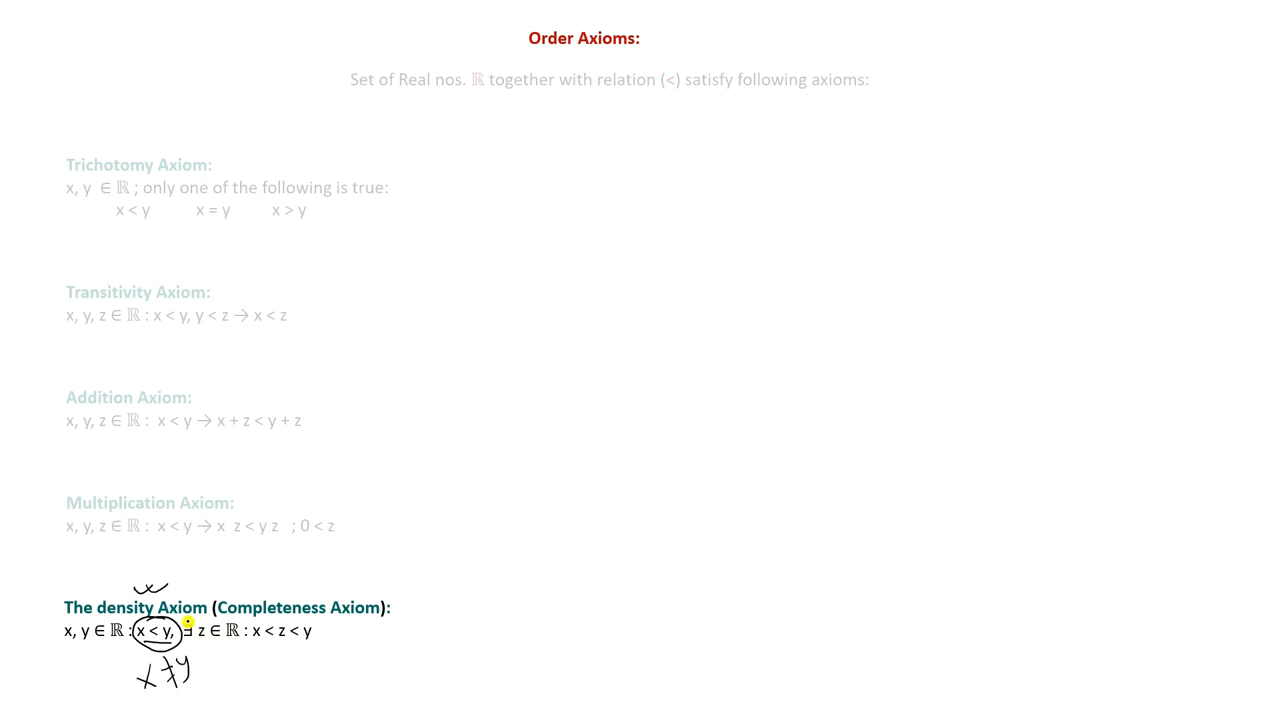 Order Axioms:
Set of Real nos. ℝ together with relation (<) satisfy following axioms:
Trichotomy Axiom:
x, y ∈ ℝ ; only one of the following is true:
x < y x = y x > y
Transitivity Axiom:
x, y, z ∈ ℝ : x < y, y < z → x < z
Addition Axiom:
x, y, z ∈ ℝ : x < y → x + z < y + z
Multiplication Axiom:
x, y, z ∈ ℝ : x < y → x z < y z ; 0 < z
The density Axiom (Completeness Axiom):
x, y ∈ ℝ : x < y, ∃ z ∈ ℝ : x < z < y
x ≠ y